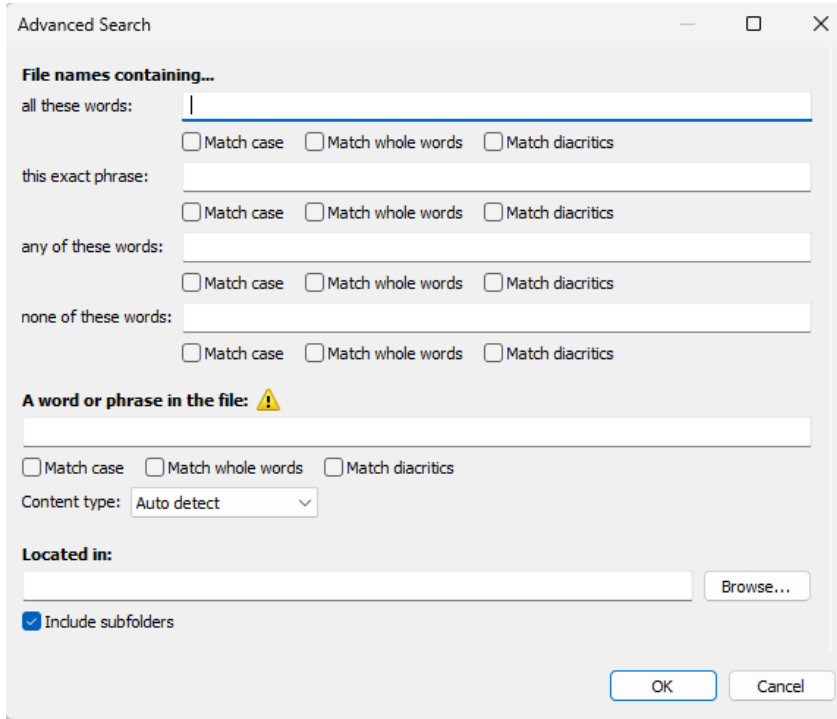 Advanced Search
File names containing...
all these words:
Match case Match whole words Match diacritics
this exact phrase:
Match case Match whole words Match diacritics
any of these words:
Match case Match whole words Match diacritics
none of these words:
Match case Match whole words Match diacritics
A word or phrase in the file:
Match case Match whole words Match diacritics
Content type: Auto detect
Located in:
Browse...
Include subfolders
OK Cancel